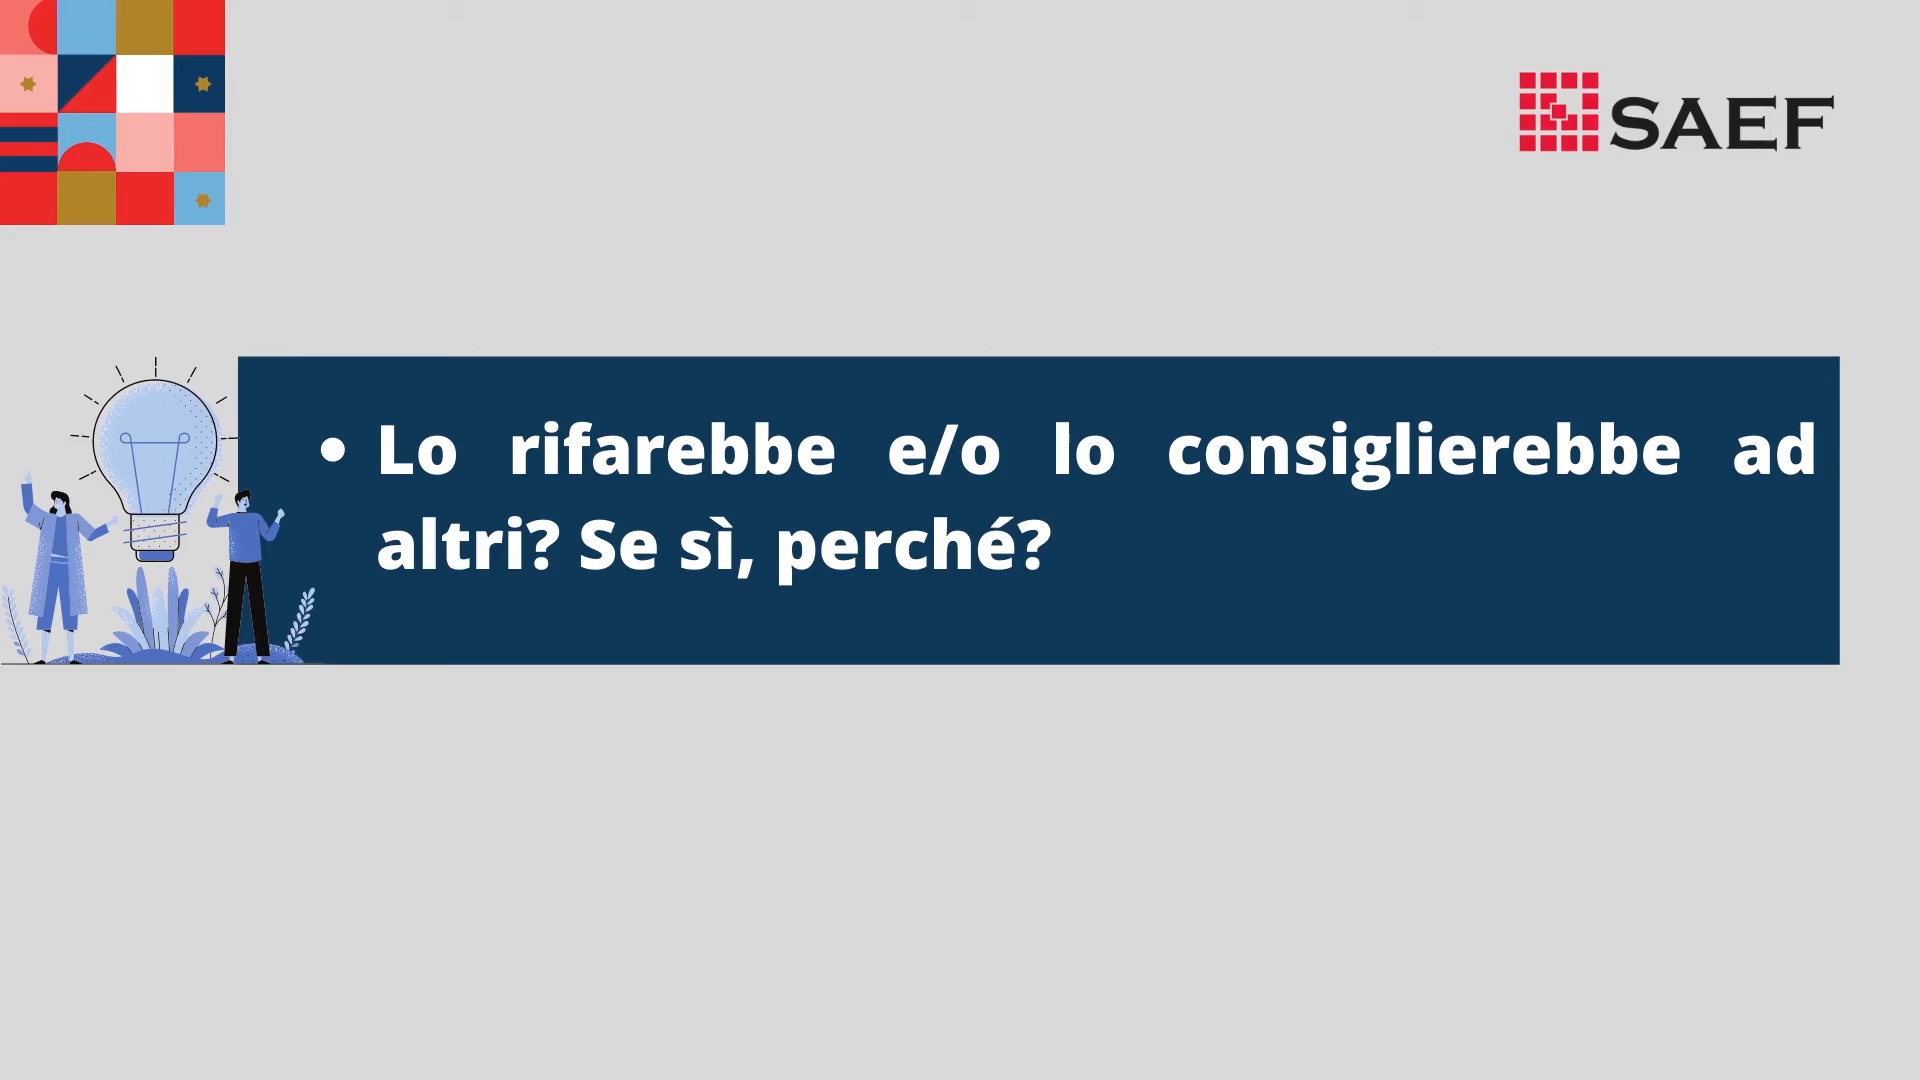 SAEF
• Lo rifarebbe e/o lo consiglierebbe ad
altri? Se sì, perché?